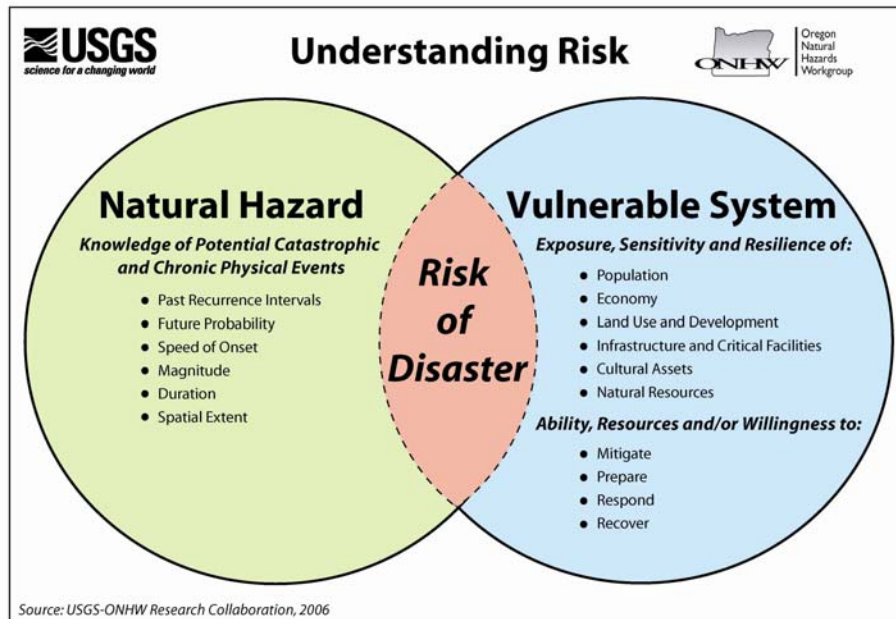 USGS
science for a changing world
Understanding Risk
ONHW
Oregon
Natural
Hazards
Workgroup
Natural Hazard
Knowledge of Potential Catastrophic
and Chronic Physical Events
• Past Recurrence Intervals
• Future Probability
• Speed of Onset
• Magnitude
• Duration
• Spatial Extent
Risk
of
Disaster
Vulnerable System
Exposure, Sensitivity and Resilience of:
• Population
• Economy
• Land Use and Development
• Infrastructure and Critical Facilities
• Cultural Assets
• Natural Resources
Ability, Resources and/or Willingness to:
• Mitigate
• Prepare
• Respond
• Recover
Source: USGS-ONHW Research Collaboration, 2006